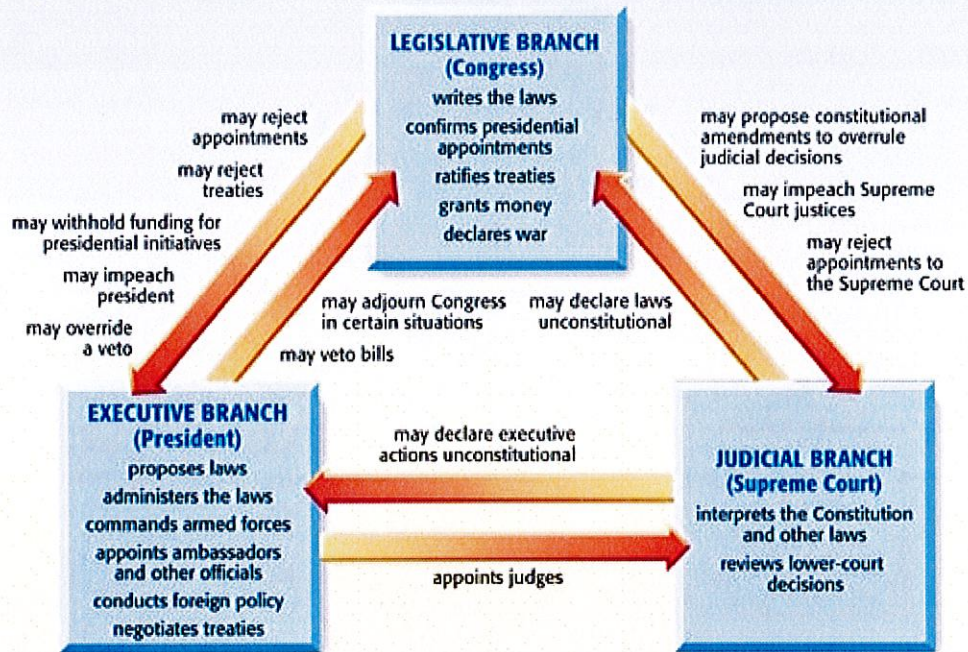 LEGISLATIVE BRANCH
(Congress)
writes the laws
confirms presidential
appointments
ratifies treaties
grants money
declares war
may reject
appointments
may reject
treaties
may withhold funding for
presidential initiatives
may impeach
president
may override
a veto
may adjourn Congress
in certain situations
may veto bills
may declare laws
unconstitutional
may propose constitutional
amendments to overrule
judicial decisions
may impeach Supreme
Court justices
may reject
appointments to
the Supreme Court
EXECUTIVE BRANCH
(President)
proposes laws
administers the laws
commands armed forces
appoints ambassadors
and other officials
conducts foreign policy
negotiates treaties
may declare executive
actions unconstitutional
appoints judges
JUDICIAL BRANCH
(Supreme Court)
interprets the Constitution
and other laws
reviews lower-court
decisions